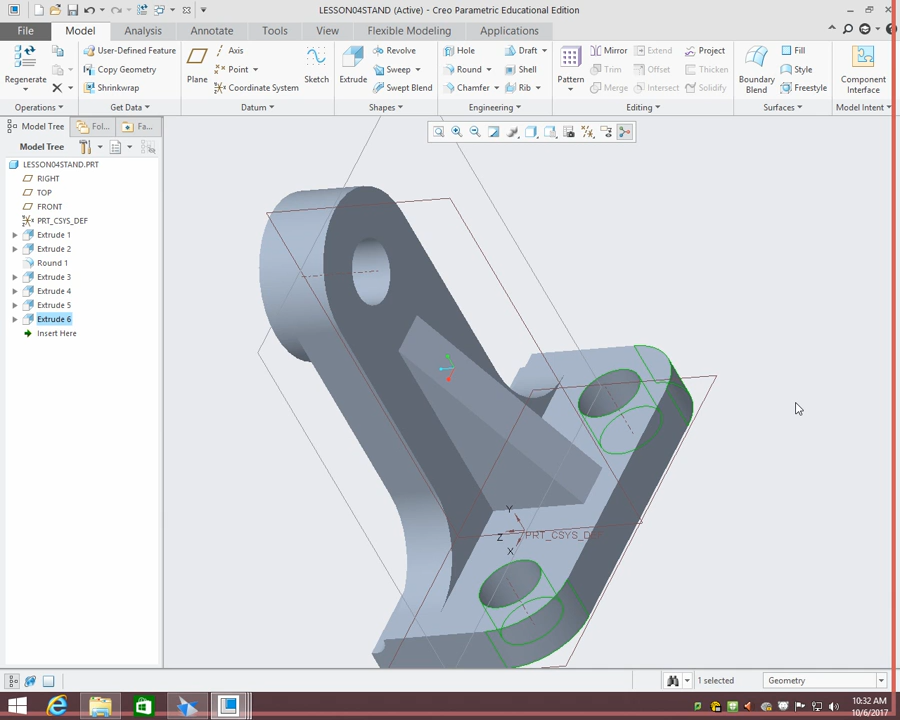 LESSON04STAND (Active) - Creo Parametric Educational Edition
File Model Analysis Annotate Tools View Flexible Modeling Applications
Regenerate
User-Defined Feature
Copy Geometry
Shrinkwrap
Plane
Axis
Point
Coordinate System
Sketch
Extrude
Revolve
Sweep
Swept Blend
Hole
Round
Chamfer
Draft
Shell
Rib
Pattern
Mirror Extend Project
Trim Offset Thicken
Merge Intersect Solidify
Boundary
Blend
Fill
Style
Freestyle
Component
Interface
Operations Get Data Datum Shapes Engineering Editing Surfaces Model Intent
Model Tree Fol... Fa...
Model Tree
LESSON04STAND.PRT
RIGHT
TOP
FRONT
PRT_CSYS_DEF
Extrude 1
Extrude 2
Round 1
Extrude 3
Extrude 4
Extrude 5
Extrude 6
Insert Here
Y
Z
X
1 selected
Geometry
10:32 AM
10/6/2017